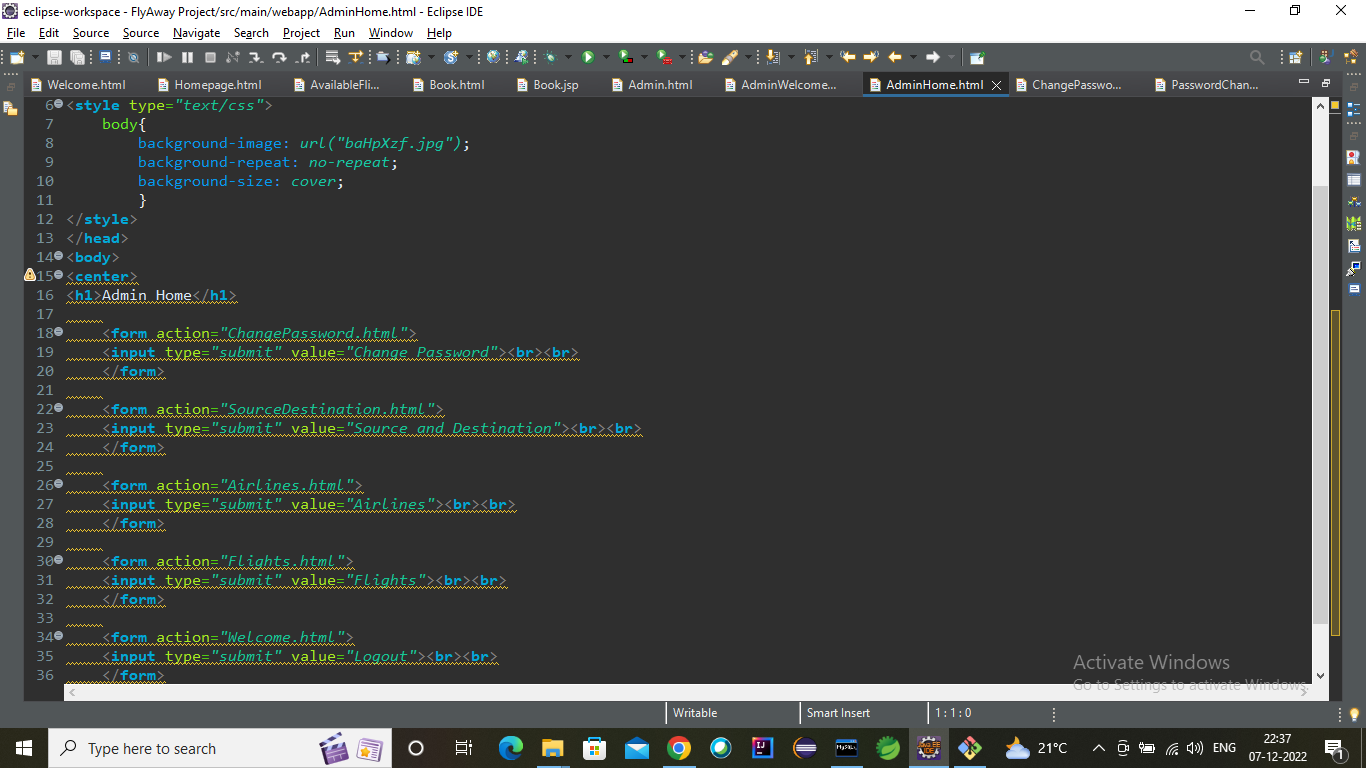 eclipse-workspace - FlyAway Project/src/main/webapp/AdminHome.html - Eclipse IDE
File Edit Source Source Navigate Search Project Run Window Help
Welcome.html Homepage.html AvailableFli... Book.html Book.jsp Admin.html AdminWelcome... AdminHome.html ChangePasswo... PasswordChan...
6 <style type="text/css">
7 body{
8 background-image: url("baHpXzf.jpg");
9 background-repeat: no-repeat;
10 background-size: cover;
11 }
12 </style>
13 </head>
14 <body>
15 <center>
16 <h1>Admin Home</h1>
17
18 <form action="ChangePassword.html">
19 <input type="submit" value="Change Password"><br><br>
20 </form>
21
22 <form action="SourceDestination.html">
23 <input type="submit" value="Source and Destination"><br><br>
24 </form>
25
26 <form action="Airlines.html">
27 <input type="submit" value="Airlines"><br><br>
28 </form>
29
30 <form action="Flights.html">
31 <input type="submit" value="Flights"><br><br>
32 </form>
33
34 <form action="Welcome.html">
35 <input type="submit" value="Logout"><br><br>
36 </form>
Activate Windows
Go to Settings to activate Windows.
Writable Smart Insert 1 : 1 : 0
Type here to search
21°C ENG 22:37
07-12-2022
1